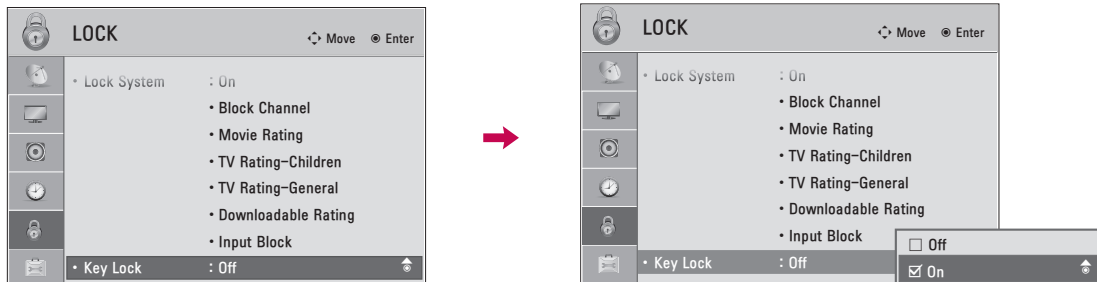 LOCK
Move Enter
• Lock System : On
• Block Channel
• Movie Rating
• TV Rating-Children
• TV Rating-General
• Downloadable Rating
• Input Block
• Key Lock : Off
LOCK
Move Enter
• Lock System : On
• Block Channel
• Movie Rating
• TV Rating-Children
• TV Rating-General
• Downloadable Rating
• Input Block
• Key Lock : Off
Off
On